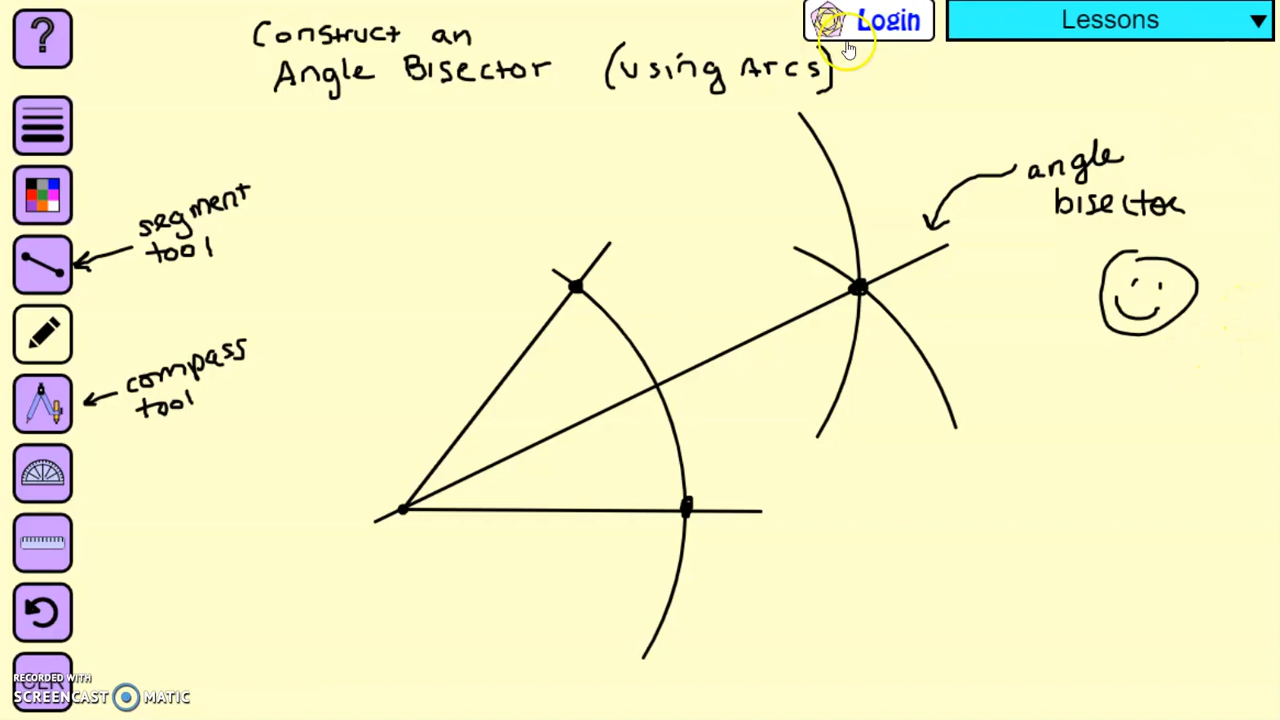 Construct an
Angle Bisector (using Arcs)
Login
Lessons
angle
bisector
segment
tool
compass
tool
RECORDED WITH
SCREENCAST MATIC